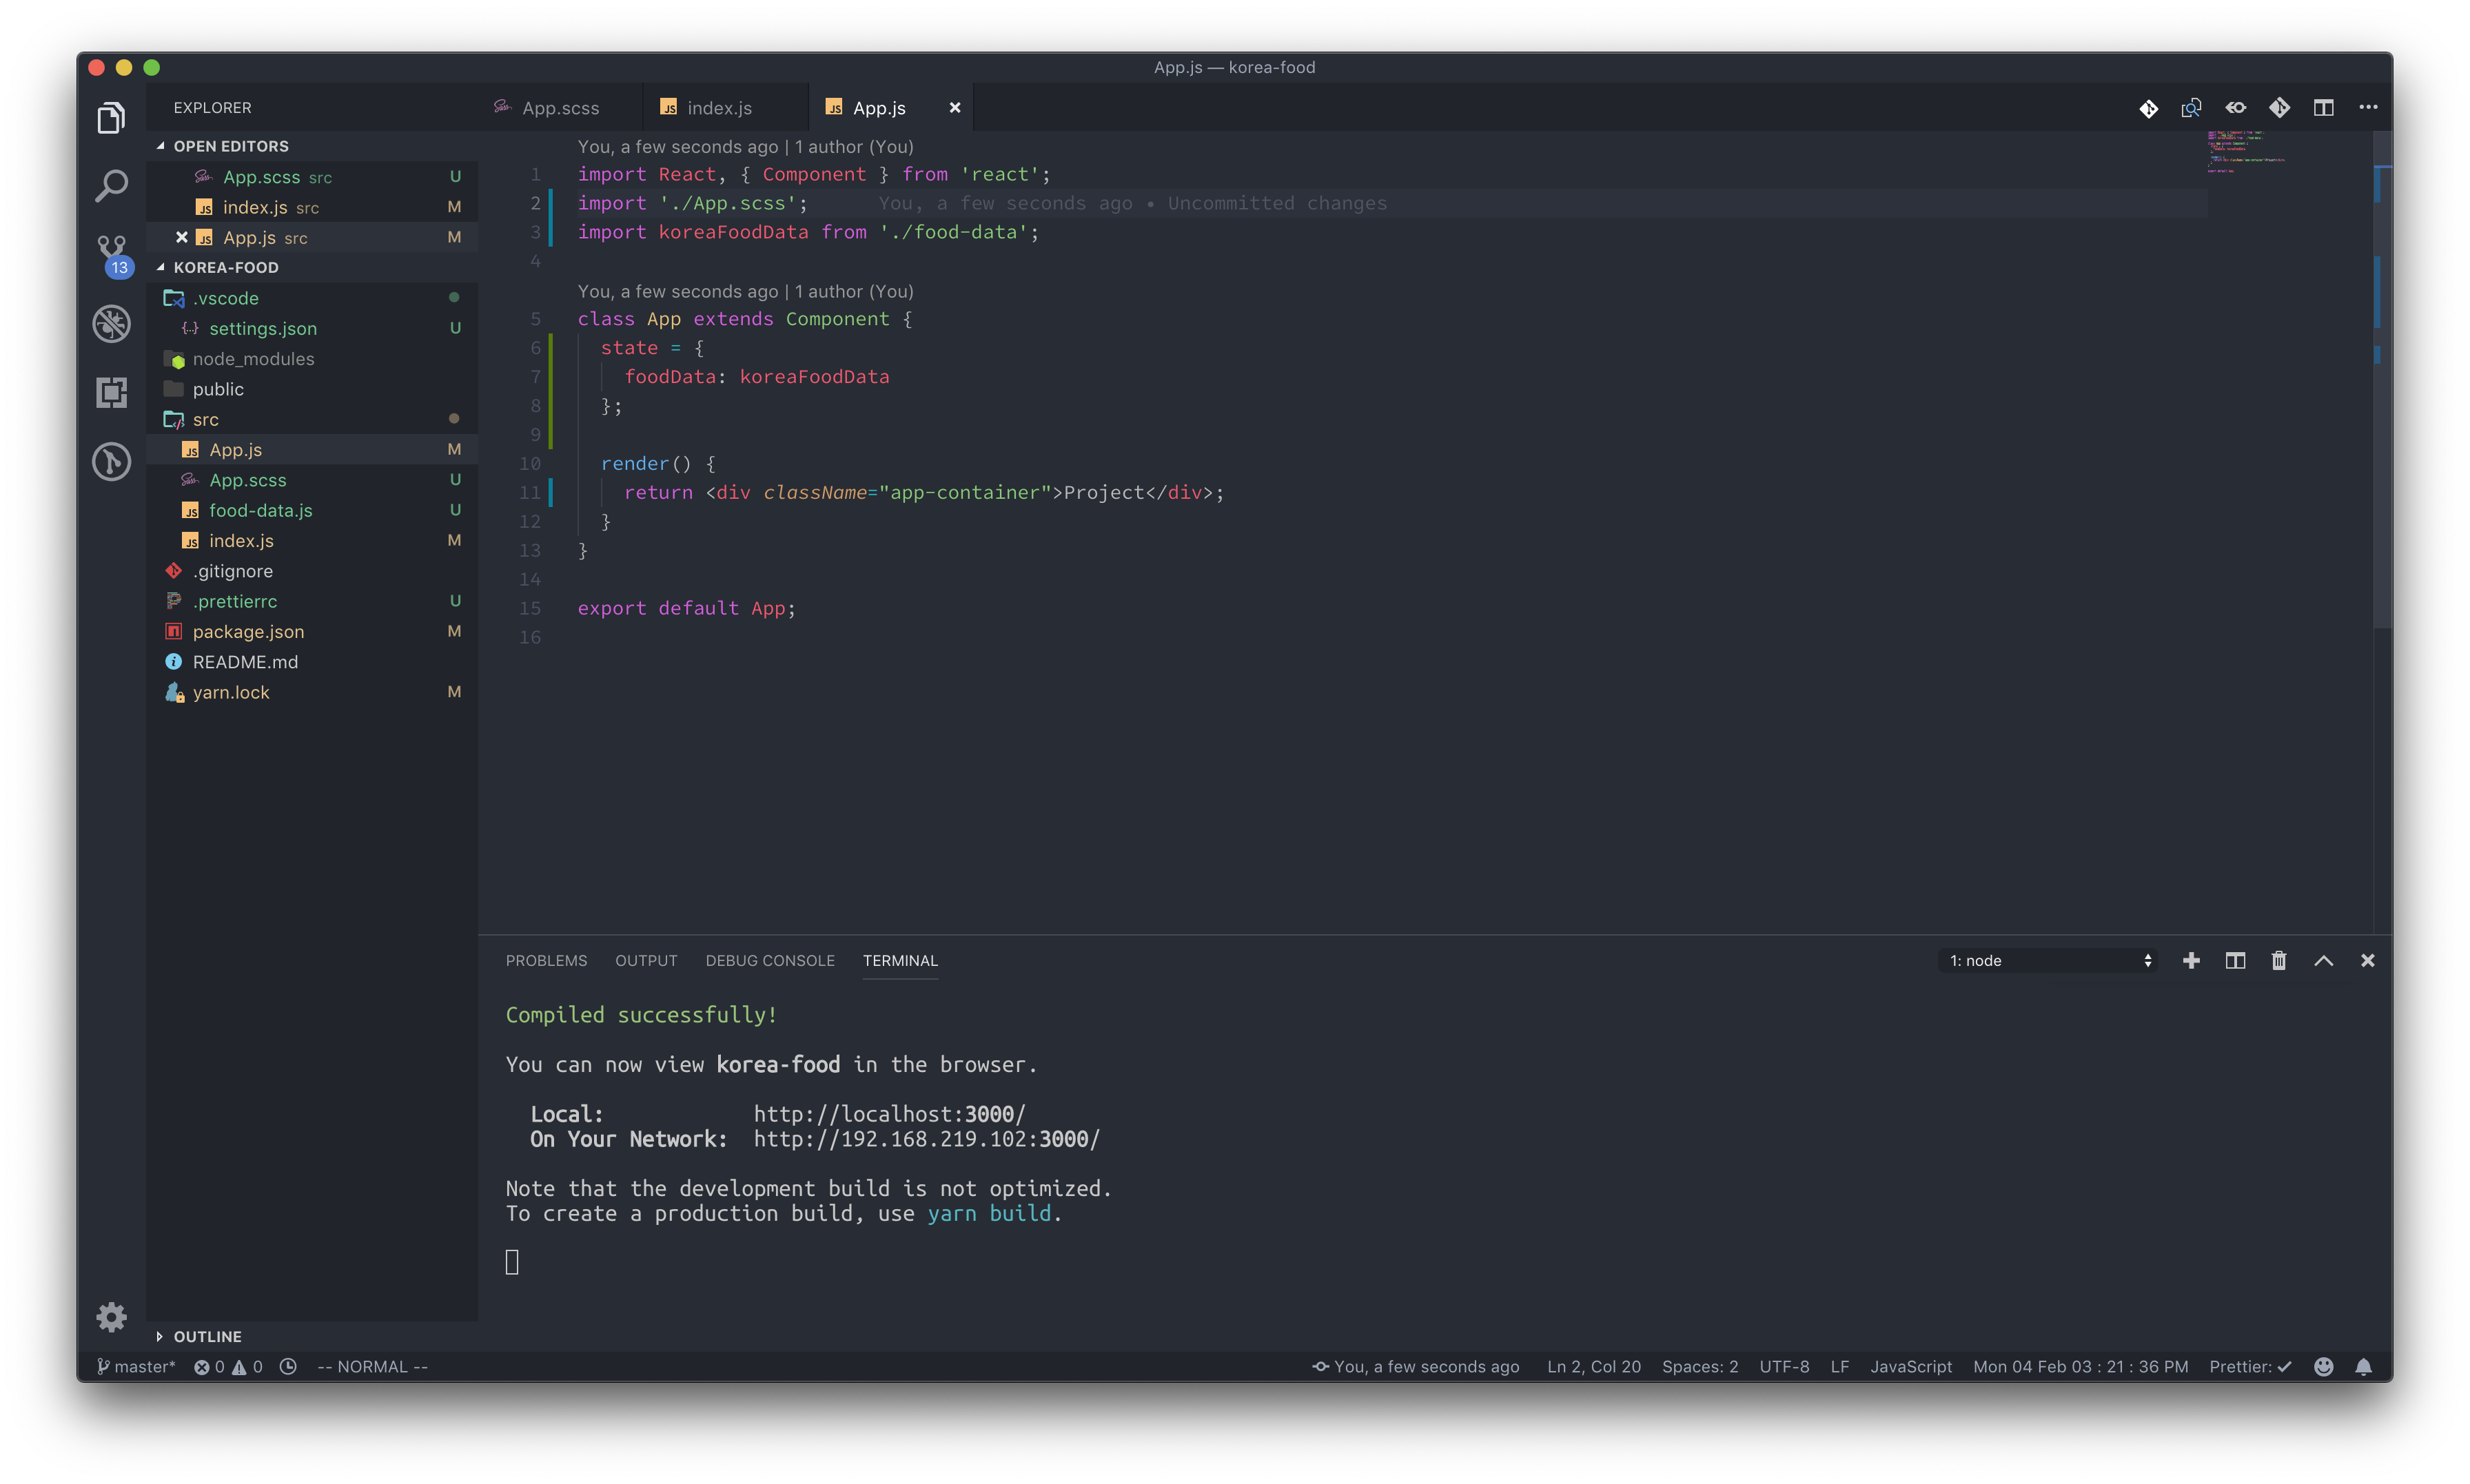 App.js — korea-food
EXPLORER
OPEN EDITORS
App.scss src U
index.js src M
App.js src M
KOREA-FOOD
.vscode
settings.json U
node_modules
public
src
App.js M
App.scss U
food-data.js U
index.js M
.gitignore
.prettierrc U
package.json M
README.md
yarn.lock M
OUTLINE
13
App.scss
index.js
App.js
You, a few seconds ago | 1 author (You)
1 import React, { Component } from 'react';
2 import './App.scss'; You, a few seconds ago • Uncommitted changes
3 import koreaFoodData from './food-data';
4
You, a few seconds ago | 1 author (You)
5 class App extends Component {
6 state = {
7 foodData: koreaFoodData
8 };
9
10 render() {
11 return <div className="app-container">Project</div>;
12 }
13 }
14
15 export default App;
16
PROBLEMS OUTPUT DEBUG CONSOLE TERMINAL
1: node
Compiled successfully!
You can now view korea-food in the browser.
Local: http://localhost:3000/
On Your Network: http://192.168.219.102:3000/
Note that the development build is not optimized.
To create a production build, use yarn build.
master* 0 0 -- NORMAL -- You, a few seconds ago Ln 2, Col 20 Spaces: 2 UTF-8 LF JavaScript Mon 04 Feb 03 : 21 : 36 PM Prettier: ✓